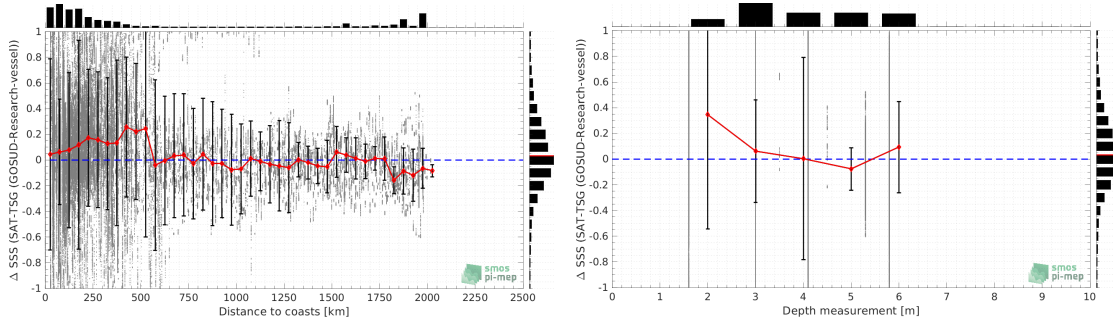 Δ SSS (SAT-TSG (GOSUD-Research-vessel))
1
0.8
0.6
0.4
0.2
0
-0.2
-0.4
-0.6
-0.8
-1
0 250 500 750 1000 1250 1500 1750 2000 2250 2500
Distance to coasts [km]
smos
pi-mep
Δ SSS (SAT-TSG (GOSUD-Research-vessel))
1
0.8
0.6
0.4
0.2
0
-0.2
-0.4
-0.6
-0.8
-1
0 1 2 3 4 5 6 7 8 9 10
Depth measurement [m]
smos
pi-mep